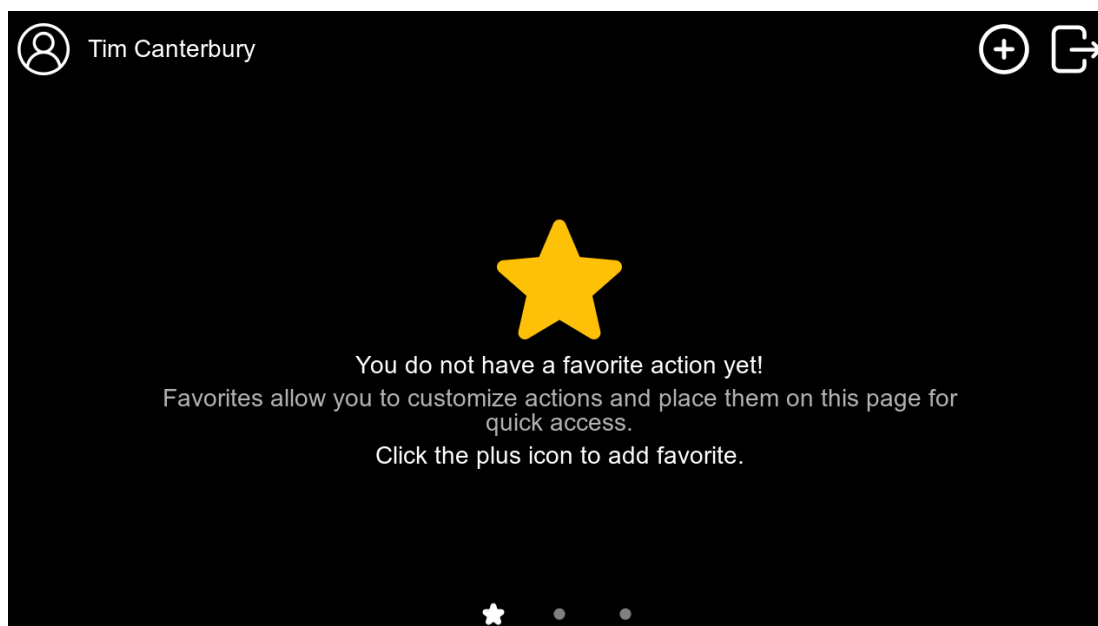 Tim Canterbury
You do not have a favorite action yet!
Favorites allow you to customize actions and place them on this page for
quick access.
Click the plus icon to add favorite.